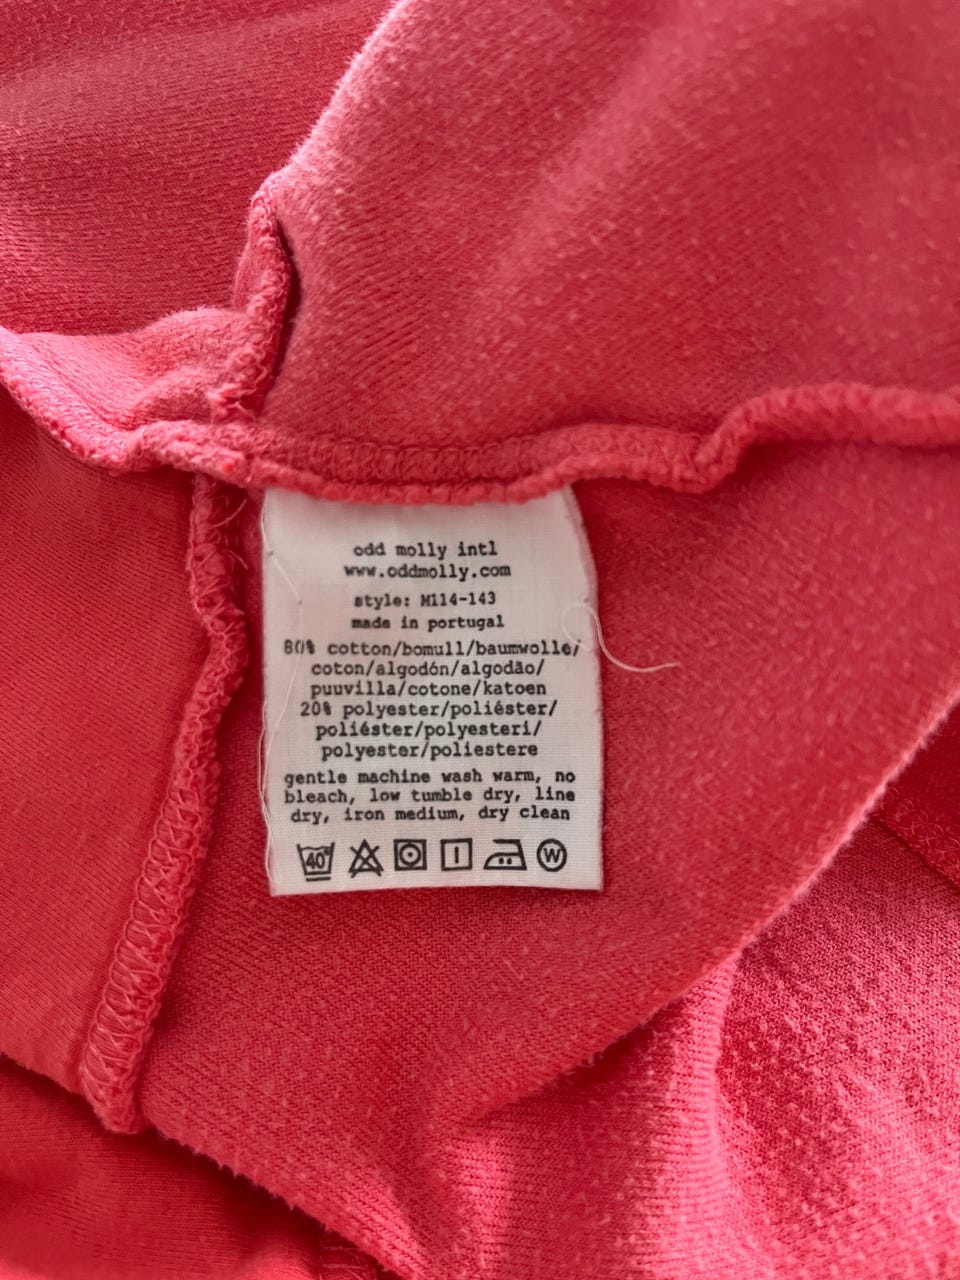 odd molly intl
www.oddmolly.com
style: M114-143
made in portugal
80% cotton/bomull/baumwolle/
coton/algodón/algodão/
puuvilla/cotone/katoen
20% polyester/poliéster/
poliéster/polyesteri/
polyester/poliestere
gentle machine wash warm, no
bleach, low tumble dry, line
dry, iron medium, dry clean
40° W